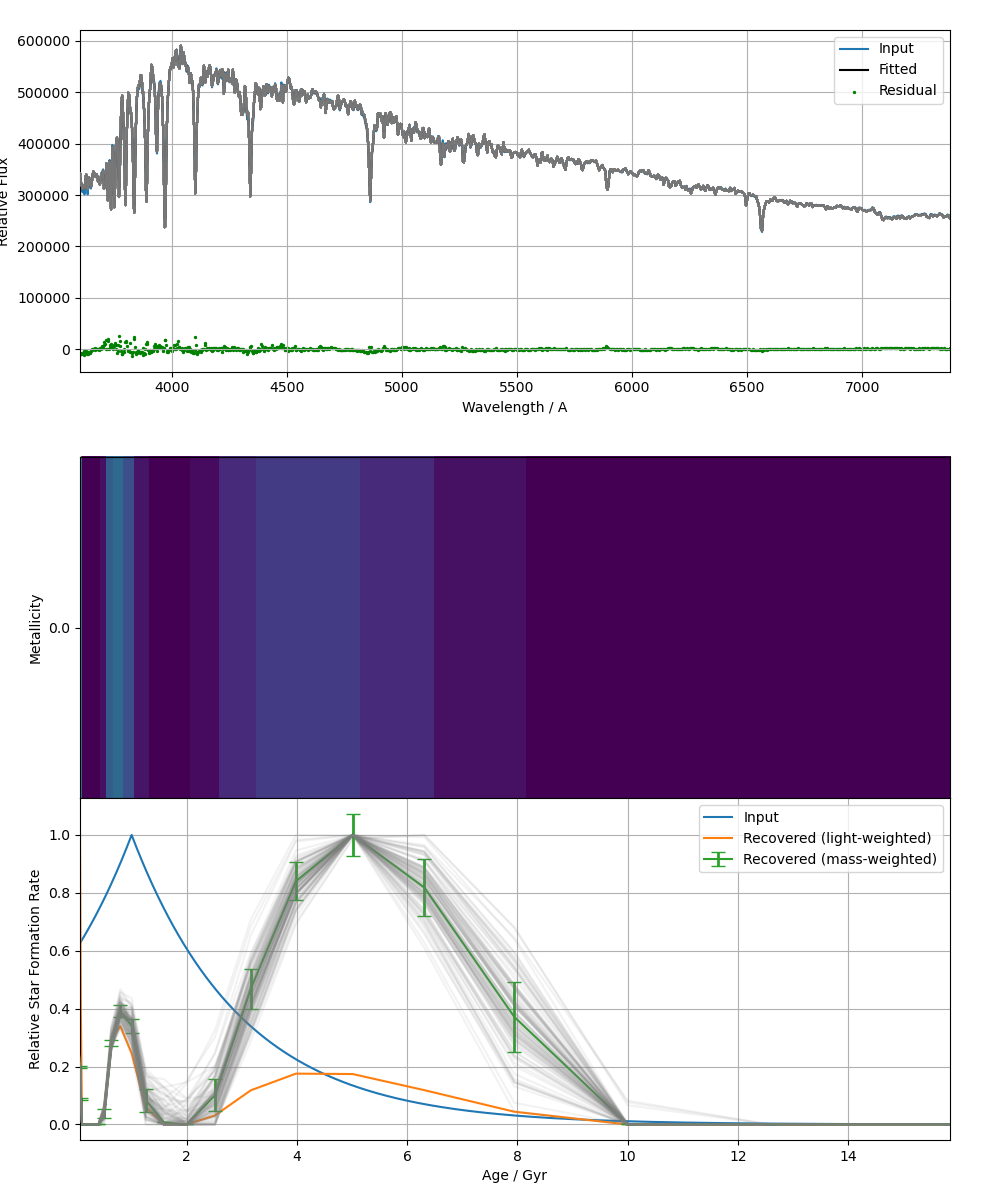 600000
500000
400000
300000
200000
100000
0
Relative Flux
Input
Fitted
Residual
4000
4500
5000
5500
6000
6500
7000
Wavelength / A
Metallicity
0.0
1.0
0.8
0.6
0.4
0.2
0.0
Relative Star Formation Rate
Input
Recovered (light-weighted)
Recovered (mass-weighted)
2
4
6
8
10
12
14
Age / Gyr